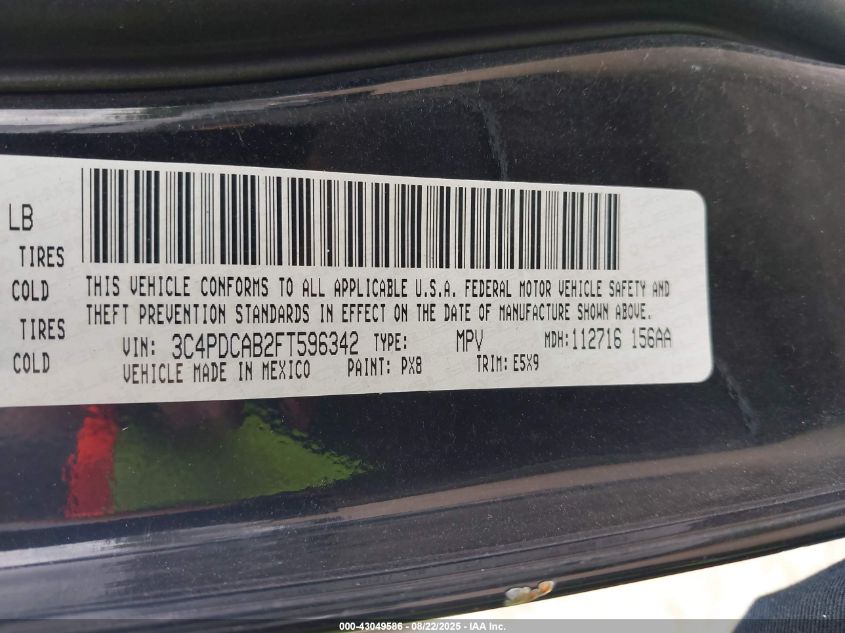 LB
TIRES
COLD
TIRES
COLD
THIS VEHICLE CONFORMS TO ALL APPLICABLE U.S.A. FEDERAL MOTOR VEHICLE SAFETY AND
THEFT PREVENTION STANDARDS IN EFFECT ON THE DATE OF MANUFACTURE SHOWN ABOVE.
VIN: 3C4PDCAB2FT596342 TYPE: MPV MDH: 112716 156AA
VEHICLE MADE IN MEXICO PAINT: PX8 TRIM: E5X9
000-43049586 - 08/22/2025 - IAA Inc.